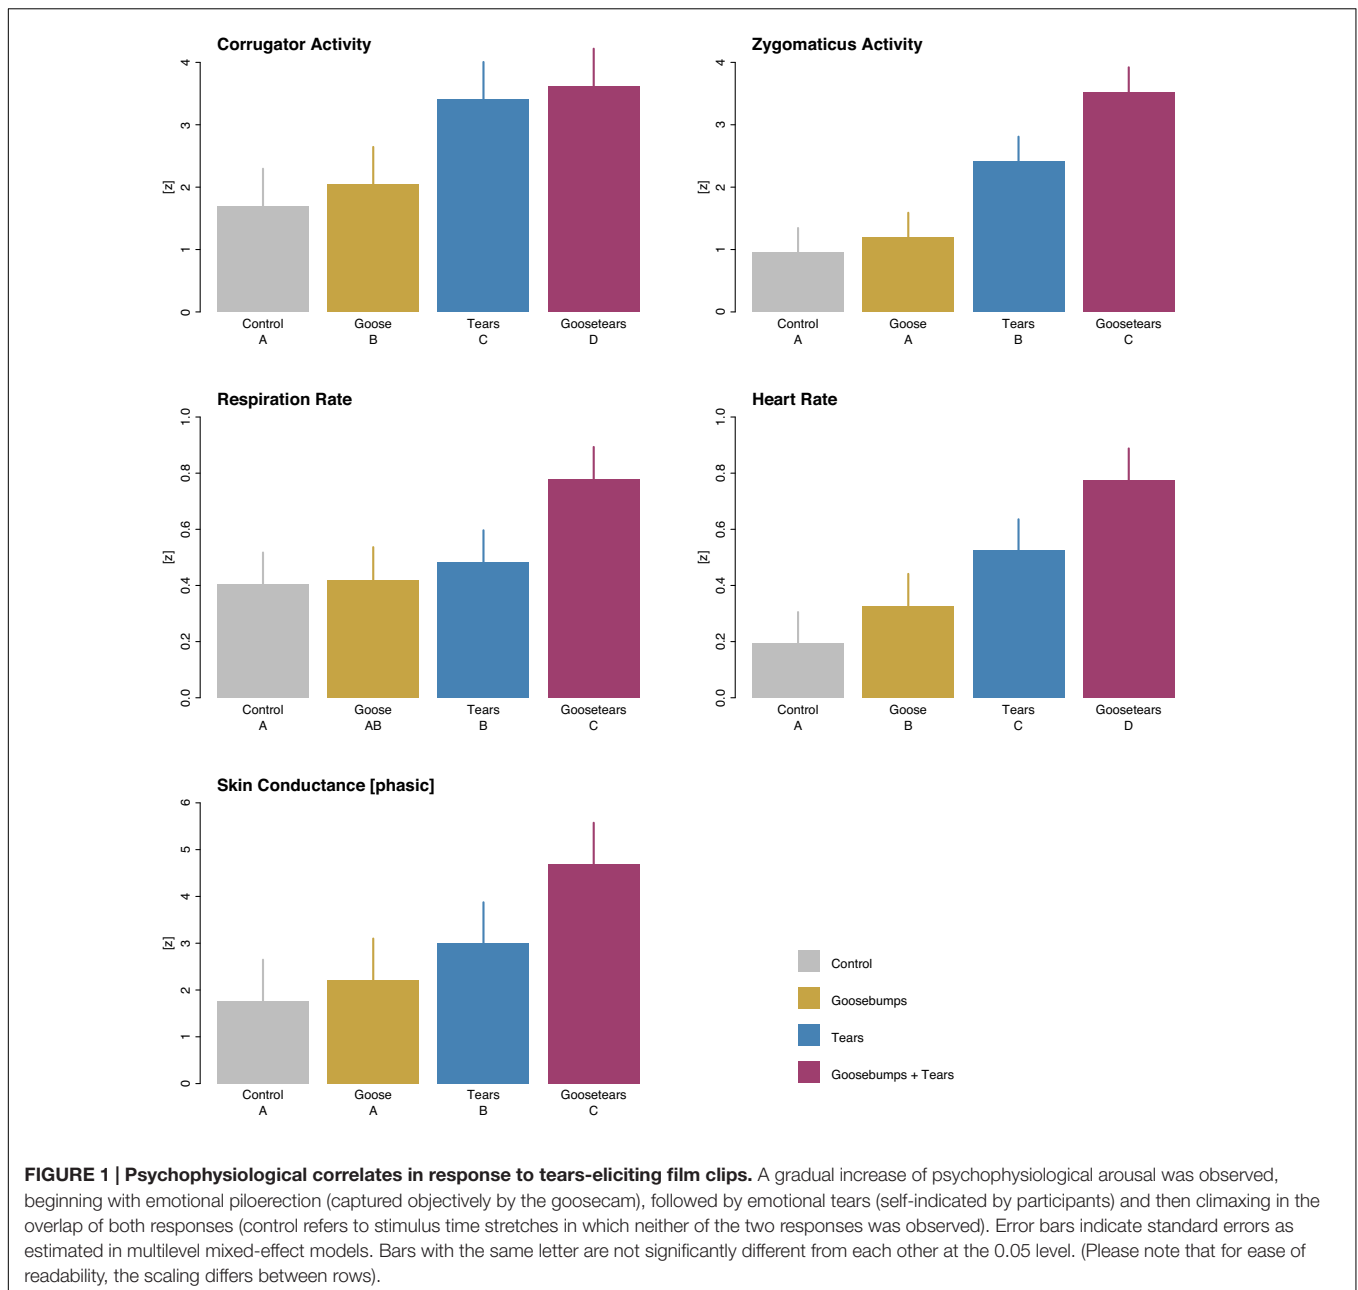 Corrugator Activity
[z]
0 1 2 3 4
Control Goose Tears Goosetears
A B C D
Zygomaticus Activity
[z]
0 1 2 3 4
Control Goose Tears Goosetears
A A B C
Respiration Rate
[z]
0.0 0.2 0.4 0.6 0.8 1.0
Control Goose Tears Goosetears
A AB B C
Heart Rate
[z]
0.0 0.2 0.4 0.6 0.8 1.0
Control Goose Tears Goosetears
A B C D
Skin Conductance [phasic]
[z]
0 1 2 3 4 5 6
Control Goose Tears Goosetears
A A B C
Control
Goosebumps
Tears
Goosebumps + Tears
FIGURE 1 | Psychophysiological correlates in response to tears-eliciting film clips. A gradual increase of psychophysiological arousal was observed,
beginning with emotional piloerection (captured objectively by the goosecam), followed by emotional tears (self-indicated by participants) and then climaxing in the
overlap of both responses (control refers to stimulus time stretches in which neither of the two responses was observed). Error bars indicate standard errors as
estimated in multilevel mixed-effect models. Bars with the same letter are not significantly different from each other at the 0.05 level. (Please note that for ease of
readability, the scaling differs between rows).